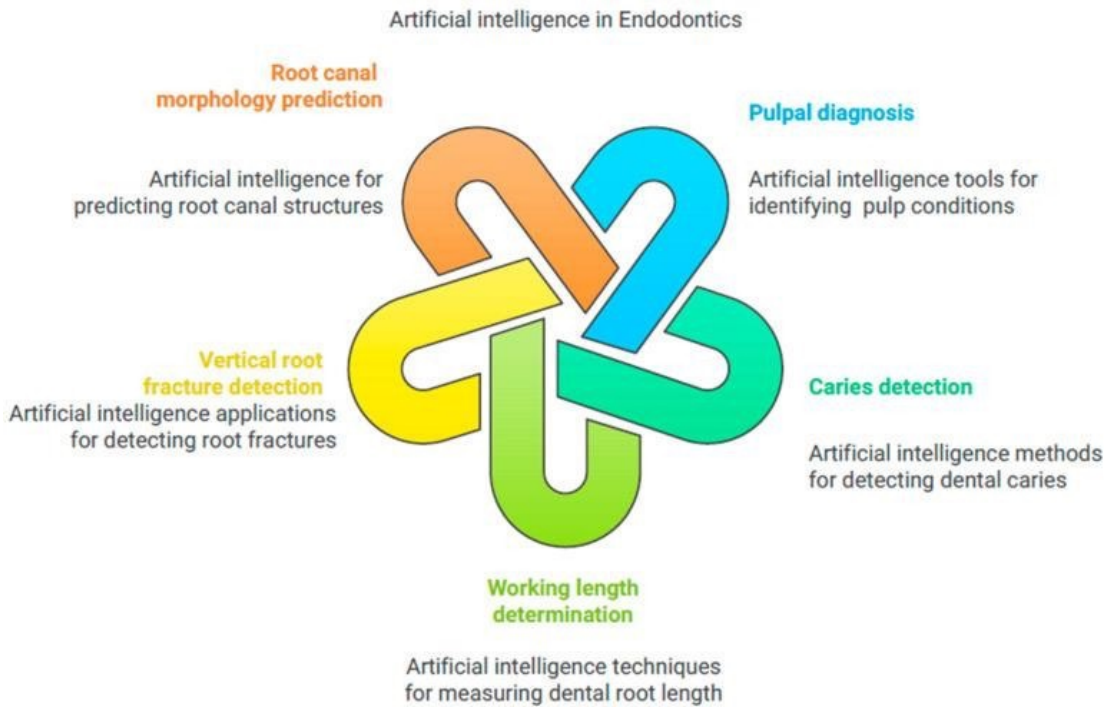 Artificial intelligence in Endodontics
Root canal
morphology prediction
Artificial intelligence for
predicting root canal structures
Pulpal diagnosis
Artificial intelligence tools for
identifying pulp conditions
Vertical root
fracture detection
Artificial intelligence applications
for detecting root fractures
Caries detection
Artificial intelligence methods
for detecting dental caries
Working length
determination
Artificial intelligence techniques
for measuring dental root length